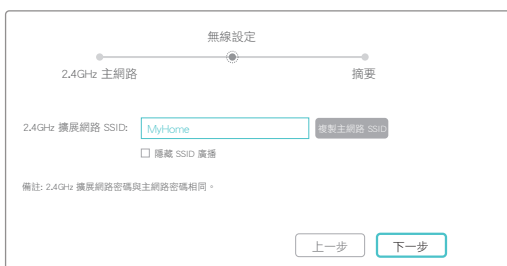 無線設定
2.4GHz 主網路
摘要
2.4GHz 擴展網路 SSID: MyHome 複製主網路 SSID
隱藏 SSID 廣播
備註: 2.4GHz 擴展網路密碼與主網路密碼相同。
上一步 下一步